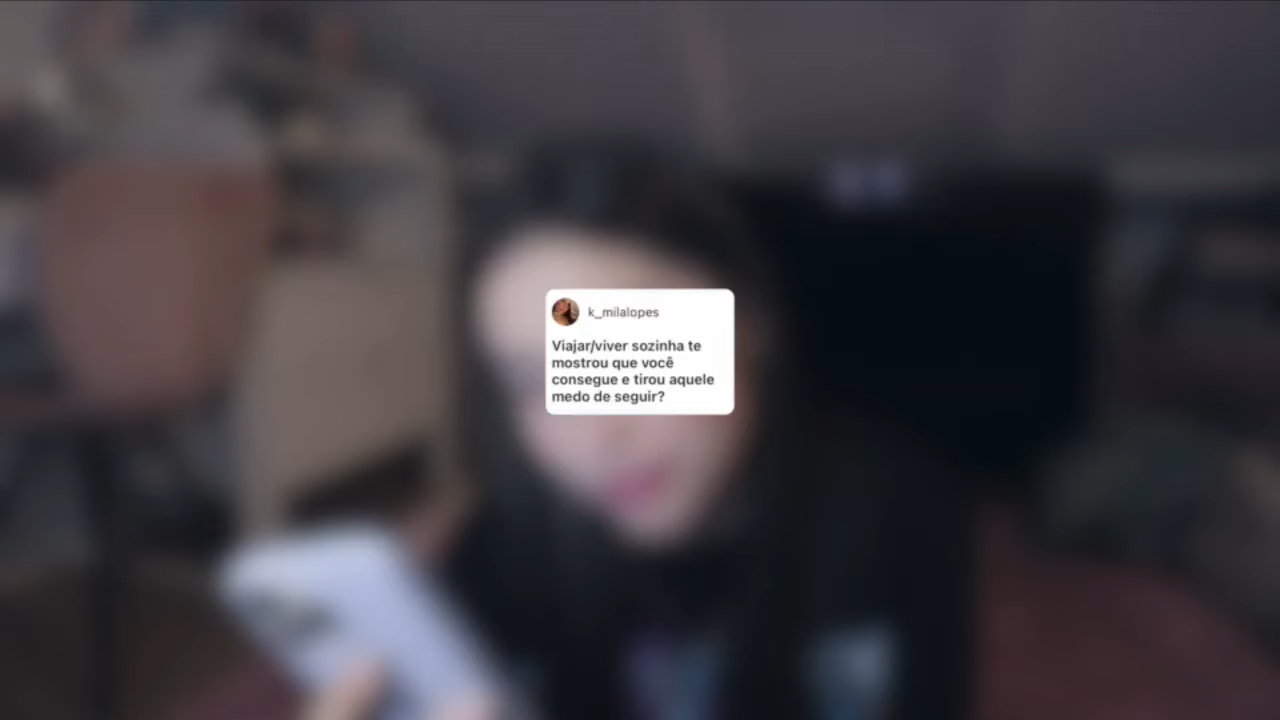 k_milalopes
Viajar/viver sozinha te
mostrou que você
consegue e tirou aquele
medo de seguir?